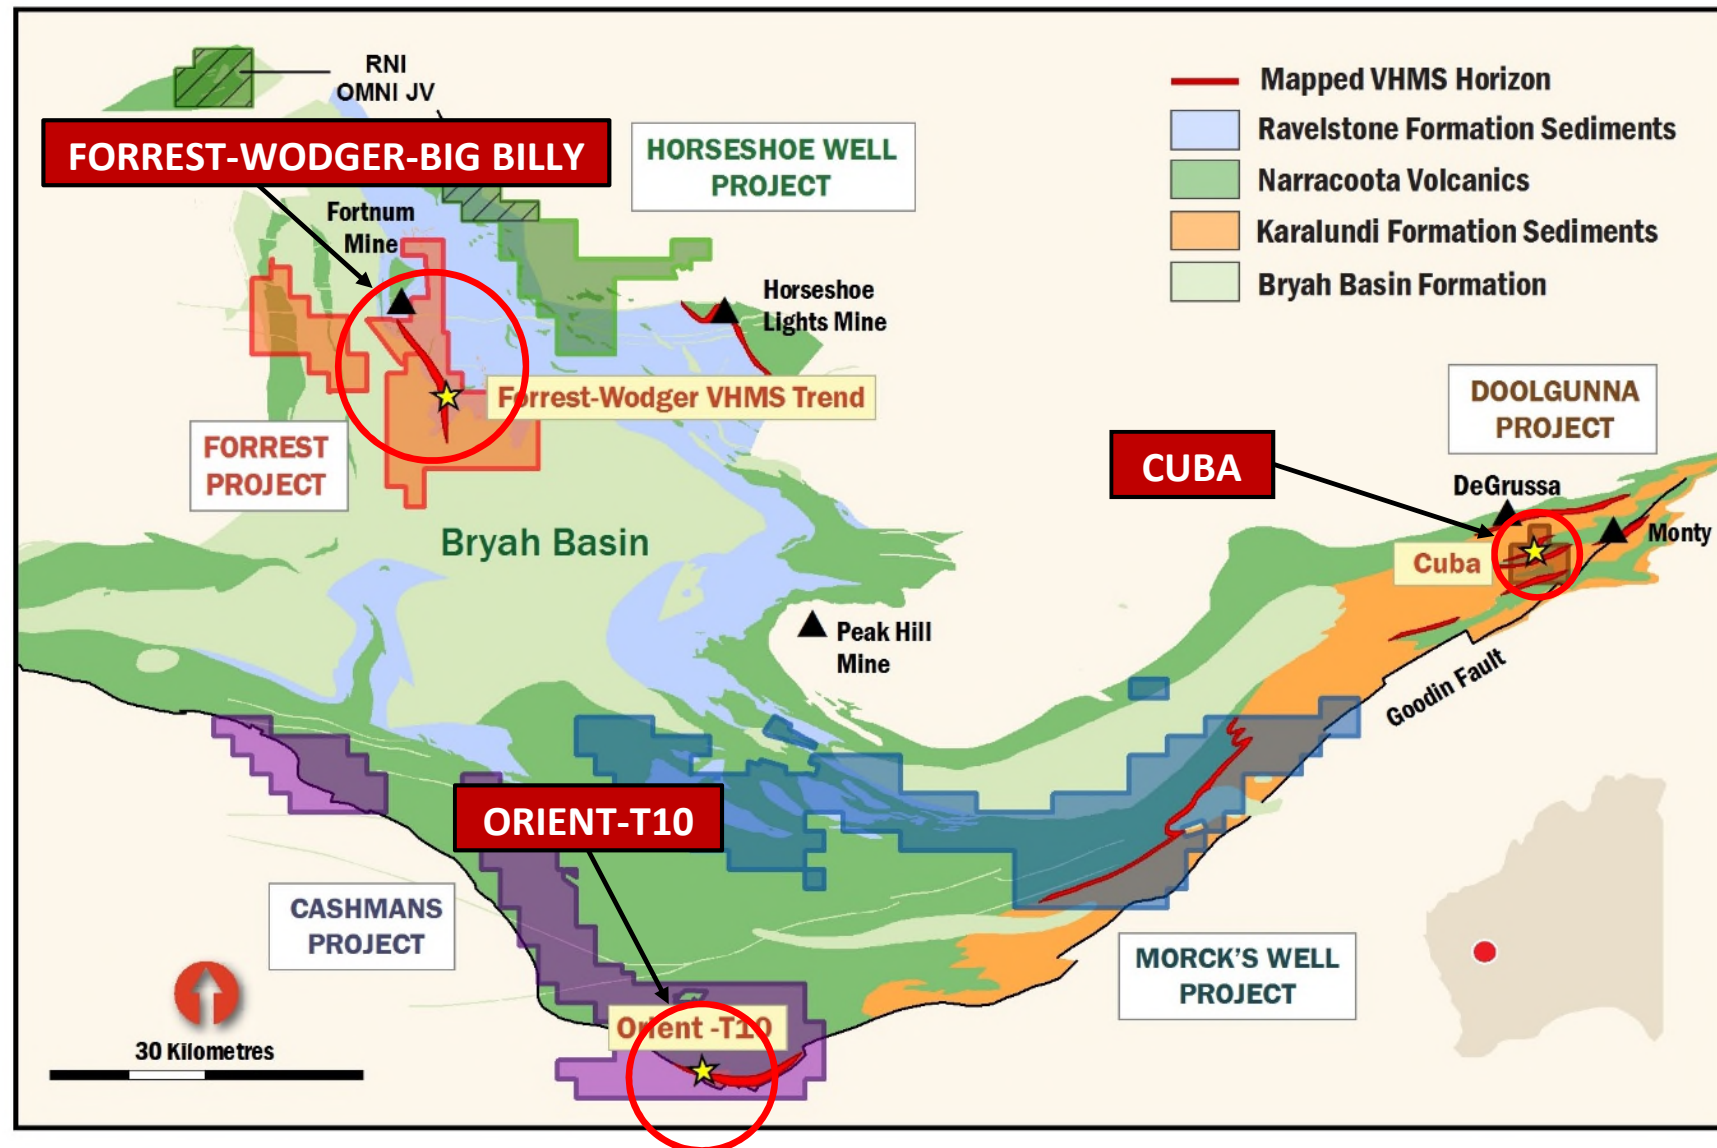 RNI
OMNI JV
FORREST-WODGER-BIG BILLY
HORSESHOE WELL
PROJECT
Fortnum
Mine
Horseshoe
Lights Mine
Forrest-Wodger VHMS Trend
FORREST
PROJECT
Mapped VHMS Horizon
Ravelstone Formation Sediments
Narracoota Volcanics
Karalundi Formation Sediments
Bryah Basin Formation
DOOLGUNNA
PROJECT
CUBA
DeGrussa
Monty
Cuba
Bryah Basin
Peak Hill
Mine
Goodin Fault
ORIENT-T10
CASHMANS
PROJECT
MORCK'S WELL
PROJECT
Orient -T10
30 Kilometres